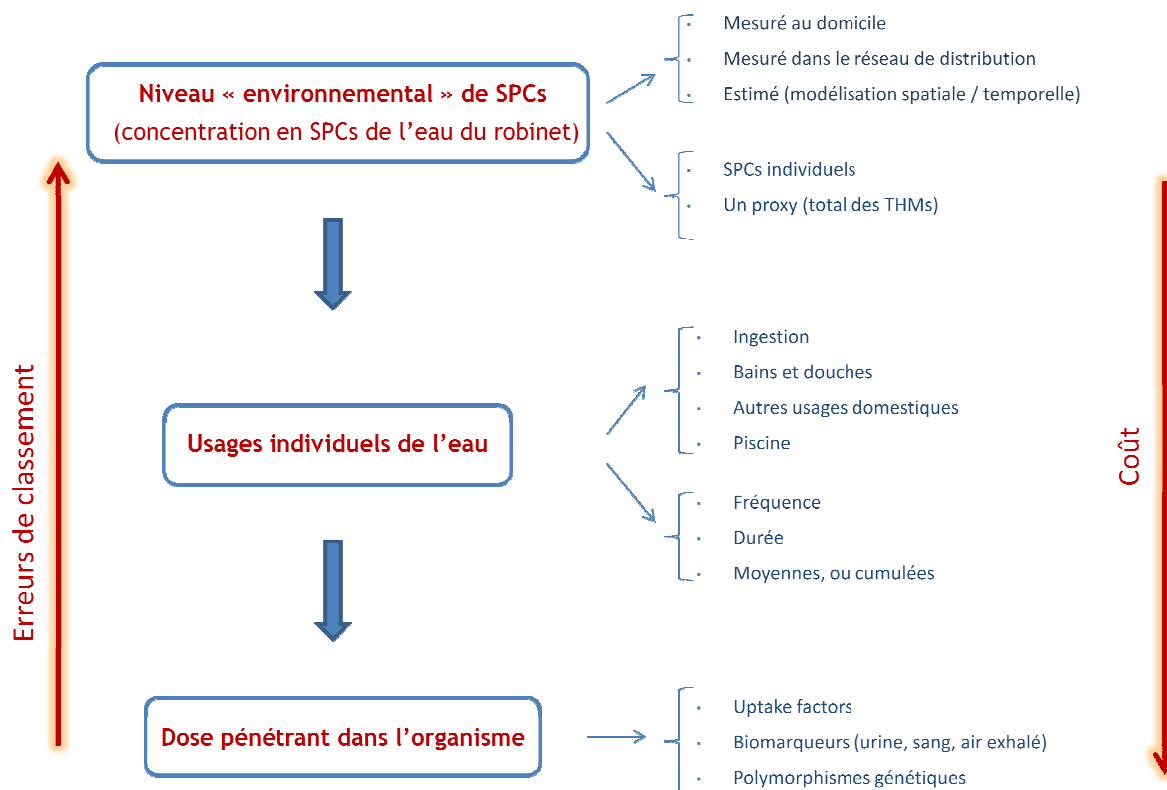 Niveau « environnemental » de SPCs
(concentration en SPCs de l’eau du robinet)
• Mesuré au domicile
• Mesuré dans le réseau de distribution
• Estimé (modélisation spatiale / temporelle)
• SPCs individuels
• Un proxy (total des THMs)
Usages individuels de l’eau
• Ingestion
• Bains et douches
• Autres usages domestiques
• Piscine
• Fréquence
• Durée
• Moyennes, ou cumulées
Dose pénétrant dans l’organisme
• Uptake factors
• Biomarqueurs (urine, sang, air exhalé)
• Polymorphismes génétiques
Erreurs de classement
Coût